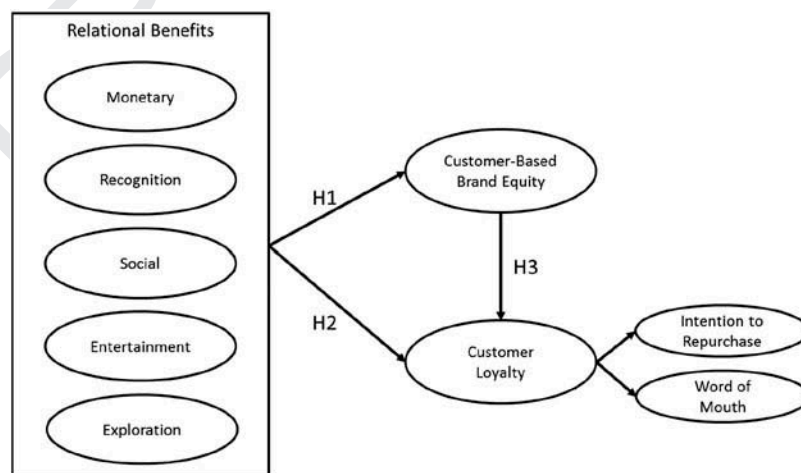 Relational Benefits
Monetary
Recognition
Social
Entertainment
Exploration
H1
H2
Customer-Based
Brand Equity
H3
Customer
Loyalty
Intention to
Repurchase
Word of
Mouth